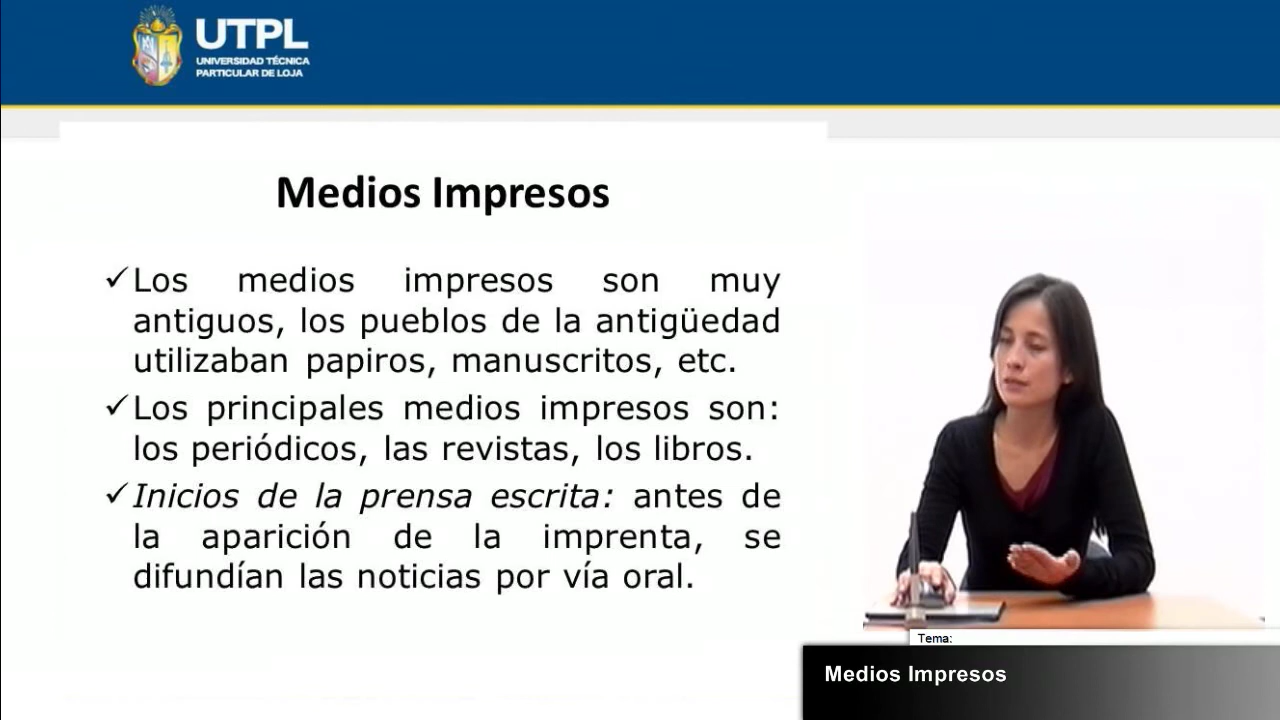 UTPL
UNIVERSIDAD TÉCNICA
PARTICULAR DE LOJA
Medios Impresos
✓Los medios impresos son muy
antiguos, los pueblos de la antigüedad
utilizaban papiros, manuscritos, etc.
✓Los principales medios impresos son:
los periódicos, las revistas, los libros.
✓Inicios de la prensa escrita: antes de
la aparición de la imprenta, se
difundían las noticias por vía oral.
Tema:
Medios Impresos